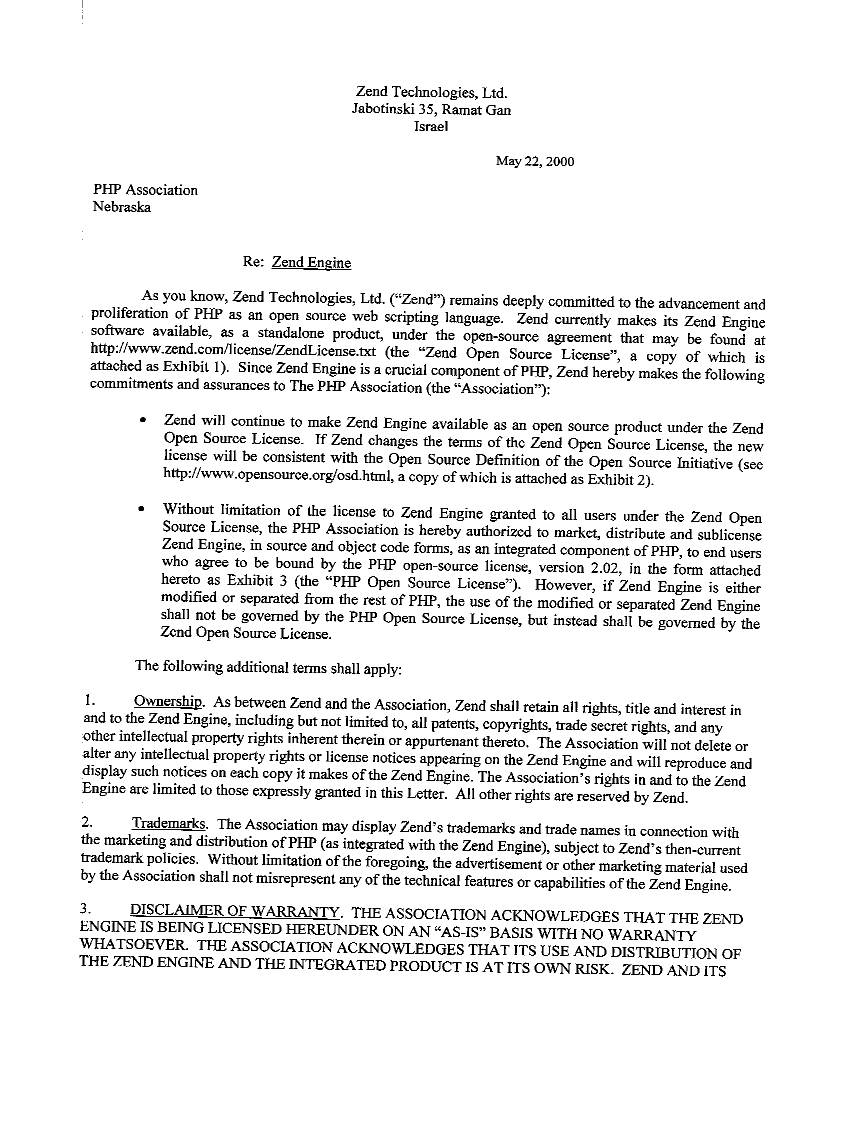 Zend Technologies, Ltd.
Jabotinski 35, Ramat Gan
Israel
May 22, 2000
PHP Association
Nebraska
Re: Zend Engine
As you know, Zend Technologies, Ltd. (“Zend”) remains deeply committed to the advancement and
proliferation of PHP as an open source web scripting language. Zend currently makes its Zend Engine
software available, as a standalone product, under the open-source agreement that may be found at
http://www.zend.com/license/ZendLicense.txt (the “Zend Open Source License”, a copy of which is
attached as Exhibit 1). Since Zend Engine is a crucial component of PHP, Zend hereby makes the following
commitments and assurances to The PHP Association (the “Association”):
• Zend will continue to make Zend Engine available as an open source product under the Zend
Open Source License. If Zend changes the terms of the Zend Open Source License, the new
license will be consistent with the Open Source Definition of the Open Source Initiative (see
http://www.opensource.org/osd.html, a copy of which is attached as Exhibit 2).
• Without limitation of the license to Zend Engine granted to all users under the Zend Open
Source License, the PHP Association is hereby authorized to market, distribute and sublicense
Zend Engine, in source and object code forms, as an integrated component of PHP, to end users
who agree to be bound by the PHP open-source license, version 2.02, in the form attached
hereto as Exhibit 3 (the “PHP Open Source License”). However, if Zend Engine is either
modified or separated from the rest of PHP, the use of the modified or separated Zend Engine
shall not be governed by the PHP Open Source License, but instead shall be governed by the
Zend Open Source License.
The following additional terms shall apply:
1. Ownership. As between Zend and the Association, Zend shall retain all rights, title and interest in
and to the Zend Engine, including but not limited to, all patents, copyrights, trade secret rights, and any
other intellectual property rights inherent therein or appurtenant thereto. The Association will not delete or
alter any intellectual property rights or license notices appearing on the Zend Engine and will reproduce and
display such notices on each copy it makes of the Zend Engine. The Association’s rights in and to the Zend
Engine are limited to those expressly granted in this Letter. All other rights are reserved by Zend.
2. Trademarks. The Association may display Zend’s trademarks and trade names in connection with
the marketing and distribution of PHP (as integrated with the Zend Engine), subject to Zend’s then-current
trademark policies. Without limitation of the foregoing, the advertisement or other marketing material used
by the Association shall not misrepresent any of the technical features or capabilities of the Zend Engine.
3. DISCLAIMER OF WARRANTY. THE ASSOCIATION ACKNOWLEDGES THAT THE ZEND
ENGINE IS BEING LICENSED HEREUNDER ON AN “AS-IS” BASIS WITH NO WARRANTY
WHATSOEVER. THE ASSOCIATION ACKNOWLEDGES THAT ITS USE AND DISTRIBUTION OF
THE ZEND ENGINE AND THE INTEGRATED PRODUCT IS AT ITS OWN RISK. ZEND AND ITS